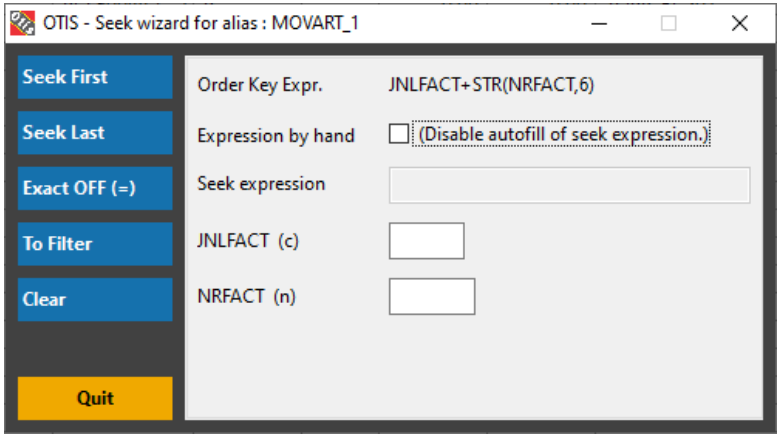 OTIS - Seek wizard for alias : MOVART_1
Seek First
Seek Last
Exact OFF (=)
To Filter
Clear
Quit
Order Key Expr. JNLFACT+STR(NRFACT,6)
Expression by hand (Disable autofill of seek expression.)
Seek expression
JNLFACT (c)
NRFACT (n)